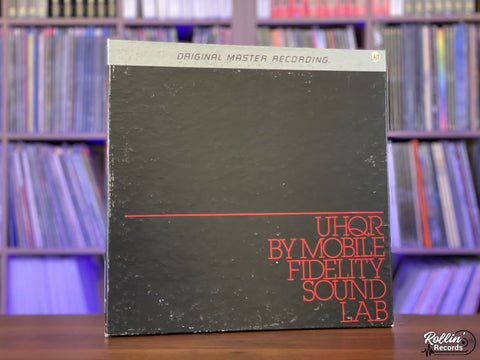 ORIGINAL MASTER RECORDING
UHQR
BY MOBILE
FIDELITY
SOUND
LAB
Rollin'
Records